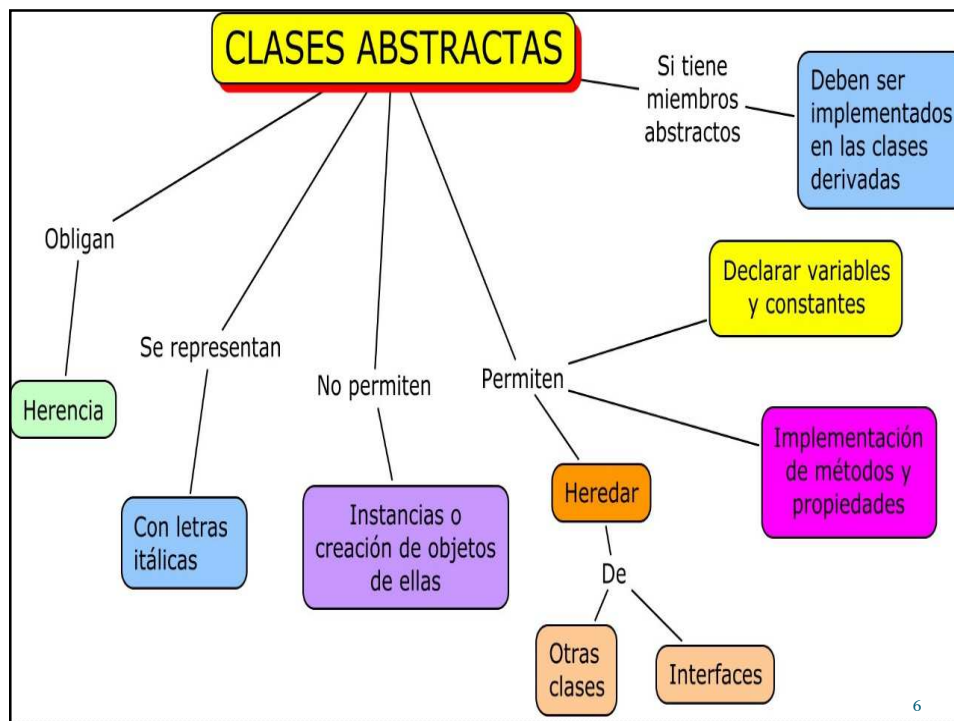 CLASES ABSTRACTAS
Si tiene
miembros
abstractos
Deben ser
implementados
en las clases
derivadas
Obligan
Herencia
Se representan
Con letras
itálicas
No permiten
Instancias o
creación de objetos
de ellas
Permiten
Declarar variables
y constantes
Implementación
de métodos y
propiedades
Heredar
De
Otras
clases
Interfaces
6